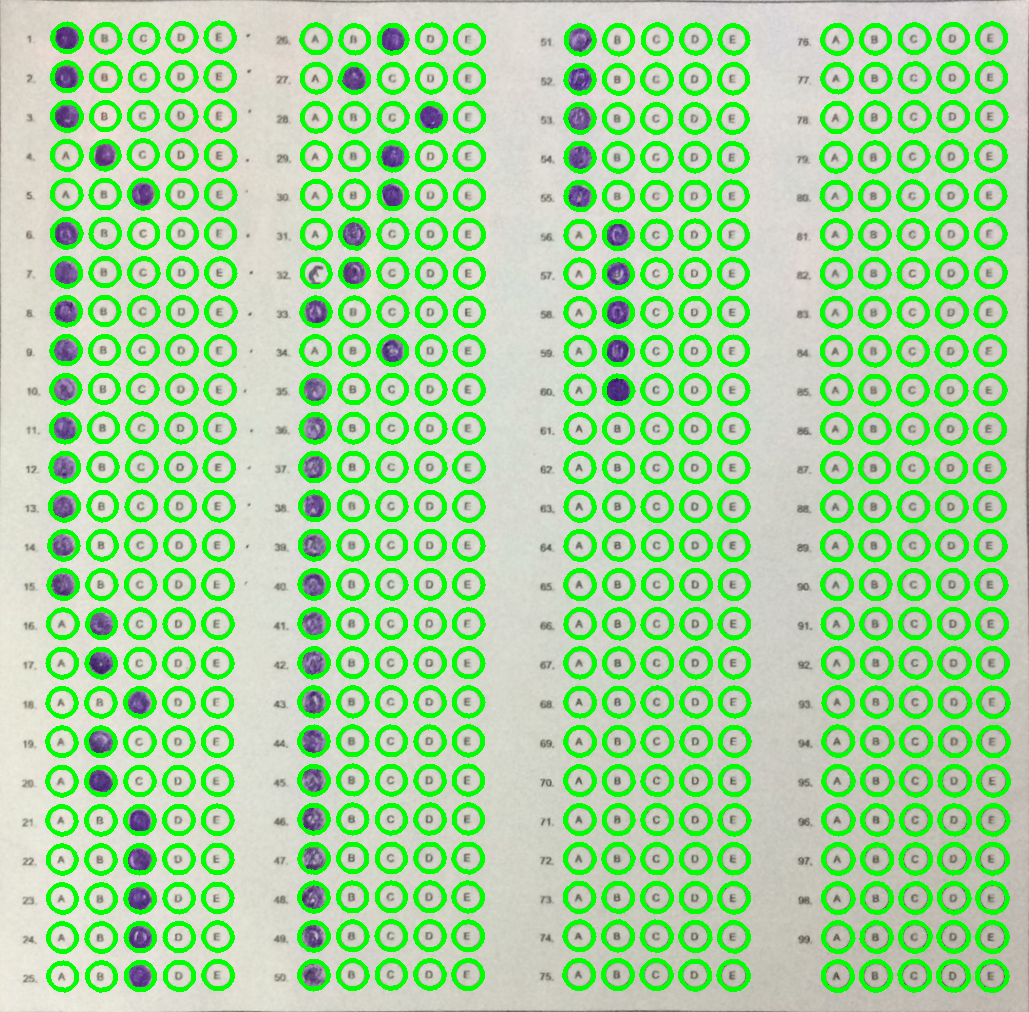 1. B C D E
2. B C D E
3. B C D E
4. A C D E
5. A B D E
6. B C D E
7. B C D E
8. B C D E
9. B C D E
10. B C D E
11. B C D E
12. B C D E
13. B C D E
14. B C D E
15. B C D E
16. A C D E
17. A C D E
18. A B D E
19. A C D E
20. A C D E
21. A B D E
22. A B D E
23. A B D E
24. A B D E
25. A B D E
26. A B D E
27. A C D E
28. A B C E
29. A B D E
30. A B D E
31. A C D E
32. C D E
33. B C D E
34. A B D E
35. B C D E
36. B C D E
37. B C D E
38. B C D E
39. B C D E
40. B C D E
41. B C D E
42. B C D E
43. B C D E
44. B C D E
45. B C D E
46. B C D E
47. B C D E
48. B C D E
49. B C D E
50. B C D E
51. B C D E
52. B C D E
53. B C D E
54. B C D E
55. B C D E
56. A C D E
57. A C D E
58. A C D E
59. A C D E
60. A C D E
61. A B C D E
62. A B C D E
63. A B C D E
64. A B C D E
65. A B C D E
66. A B C D E
67. A B C D E
68. A B C D E
69. A B C D E
70. A B C D E
71. A B C D E
72. A B C D E
73. A B C D E
74. A B C D E
75. A B C D E
76. A B C D E
77. A B C D E
78. A B C D E
79. A B C D E
80. A B C D E
81. A B C D E
82. A B C D E
83. A B C D E
84. A B C D E
85. A B C D E
86. A B C D E
87. A B C D E
88. A B C D E
89. A B C D E
90. A B C D E
91. A B C D E
92. A B C D E
93. A B C D E
94. A B C D E
95. A B C D E
96. A B C D E
97. A B C D E
98. A B C D E
99. A B C D E
A B C D E